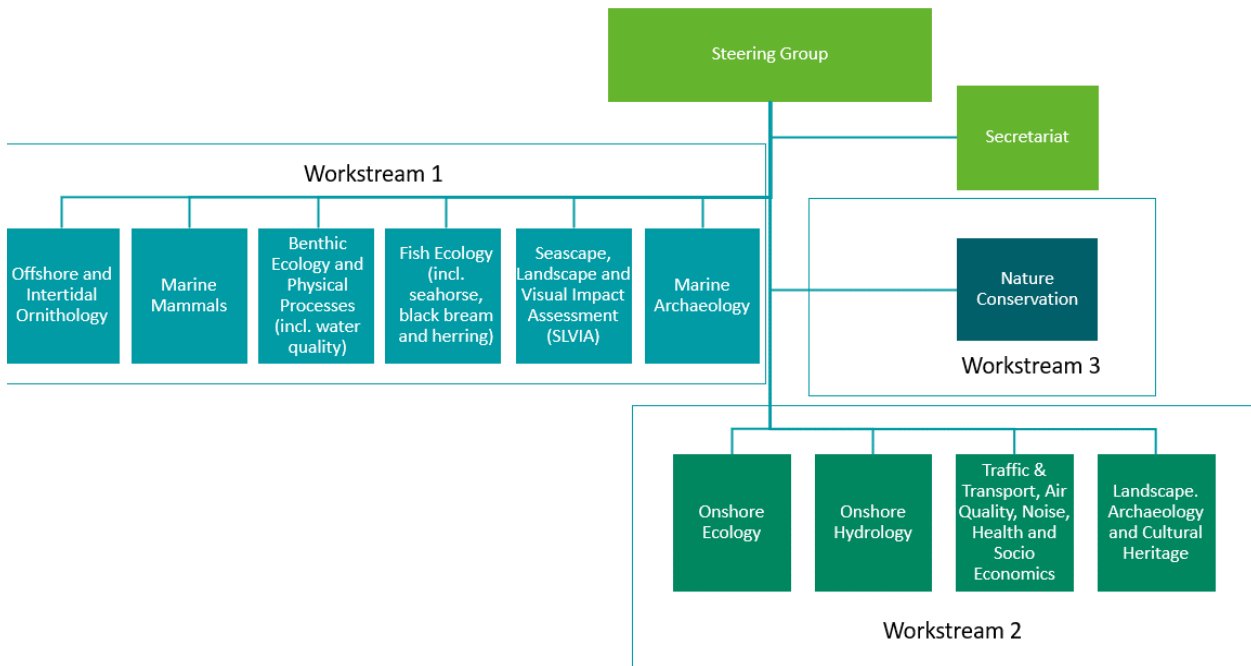 Steering Group
Secretariat
Workstream 1
Offshore and
Intertidal
Ornithology
Marine
Mammals
Benthic
Ecology and
Physical
Processes
(incl. water
quality)
Fish Ecology
(incl.
seahorse,
black bream
and herring)
Seascape,
Landscape and
Visual Impact
Assessment
(SLVIA)
Marine
Archaeology
Nature
Conservation
Workstream 3
Onshore
Ecology
Onshore
Hydrology
Traffic &
Transport, Air
Quality, Noise,
Health and
Socio
Economics
Landscape.
Archaeology
and Cultural
Heritage
Workstream 2